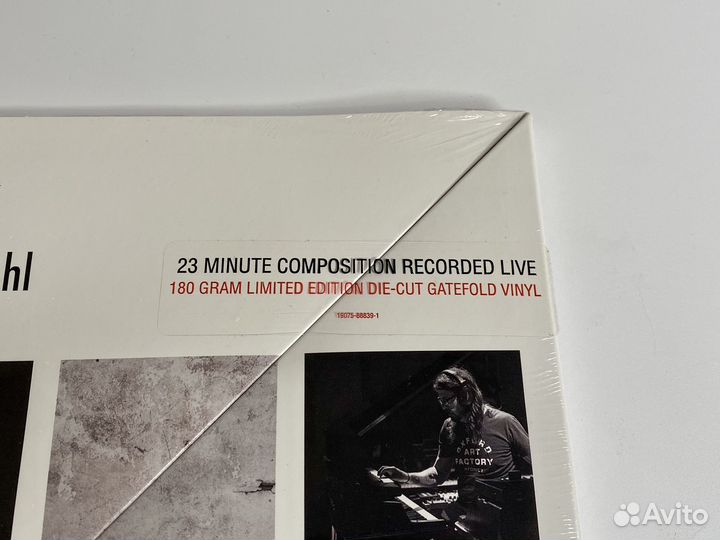 hl
23 MINUTE COMPOSITION RECORDED LIVE
180 GRAM LIMITED EDITION DIE-CUT GATEFOLD VINYL
19075-88839-1
OXFORD
ART
FACTORY
Avito